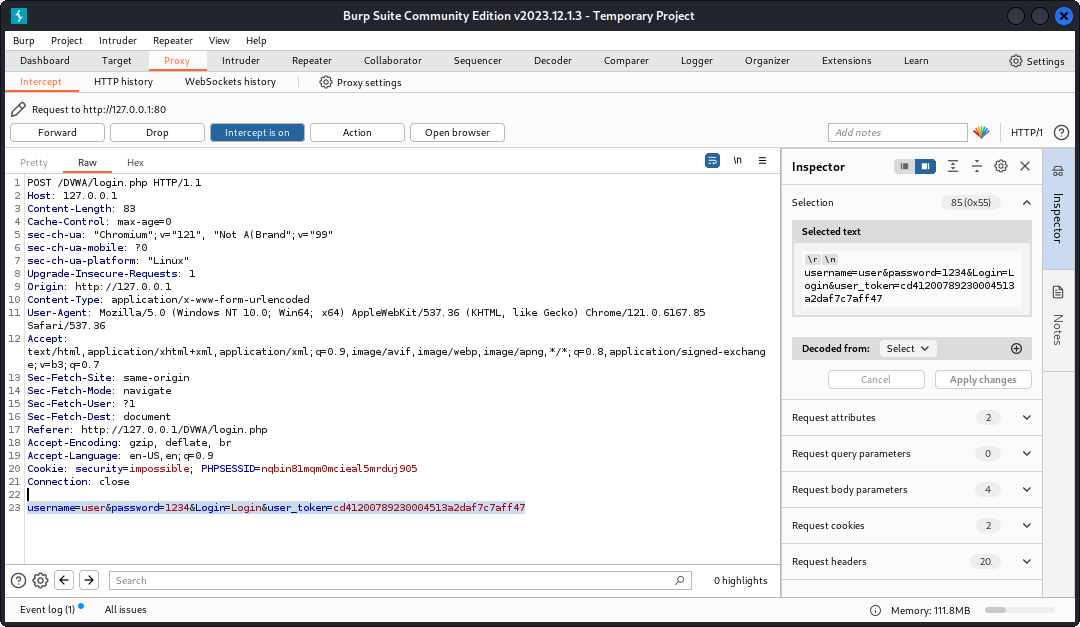 Burp Suite Community Edition v2023.12.1.3 - Temporary Project
Burp Project Intruder Repeater View Help
Dashboard Target Proxy Intruder Repeater Collaborator Sequencer Decoder Comparer Logger Organizer Extensions Learn Settings
Intercept HTTP history WebSockets history Proxy settings
Request to http://127.0.0.1:80
Forward Drop Intercept is on Action Open browser Add notes HTTP/1 ?
Pretty Raw Hex \n
1 POST /DVWA/login.php HTTP/1.1
2 Host: 127.0.0.1
3 Content-Length: 83
4 Cache-Control: max-age=0
5 sec-ch-ua: "Chromium";v="121", "Not A(Brand";v="99"
6 sec-ch-ua-mobile: ?0
7 sec-ch-ua-platform: "Linux"
8 Upgrade-Insecure-Requests: 1
9 Origin: http://127.0.0.1
10 Content-Type: application/x-www-form-urlencoded
11 User-Agent: Mozilla/5.0 (Windows NT 10.0; Win64; x64) AppleWebKit/537.36 (KHTML, like Gecko) Chrome/121.0.6167.85
Safari/537.36
12 Accept:
text/html,application/xhtml+xml,application/xml;q=0.9,image/avif,image/webp,image/apng,*/*;q=0.8,application/signed-exchang
e;v=b3;q=0.7
13 Sec-Fetch-Site: same-origin
14 Sec-Fetch-Mode: navigate
15 Sec-Fetch-User: ?1
16 Sec-Fetch-Dest: document
17 Referer: http://127.0.0.1/DVWA/login.php
18 Accept-Encoding: gzip, deflate, br
19 Accept-Language: en-US,en;q=0.9
20 Cookie: security=impossible; PHPSESSID=nqbin81mqm0mcieal5mrduj905
21 Connection: close
22
23 username=user&password=1234&Login=Login&user_token=cd41200789230004513a2daf7c7aff47
Inspector
Selection 85 (0x55)
Selected text
\r \n
username=user&password=1234&Login=L
ogin&user_token=cd41200789230004513
a2daf7c7aff47
Decoded from: Select
Cancel Apply changes
Request attributes 2
Request query parameters 0
Request body parameters 4
Request cookies 2
Request headers 20
Inspector
Notes
? Search 0 highlights
Event log (1) All issues Memory: 111.8MB